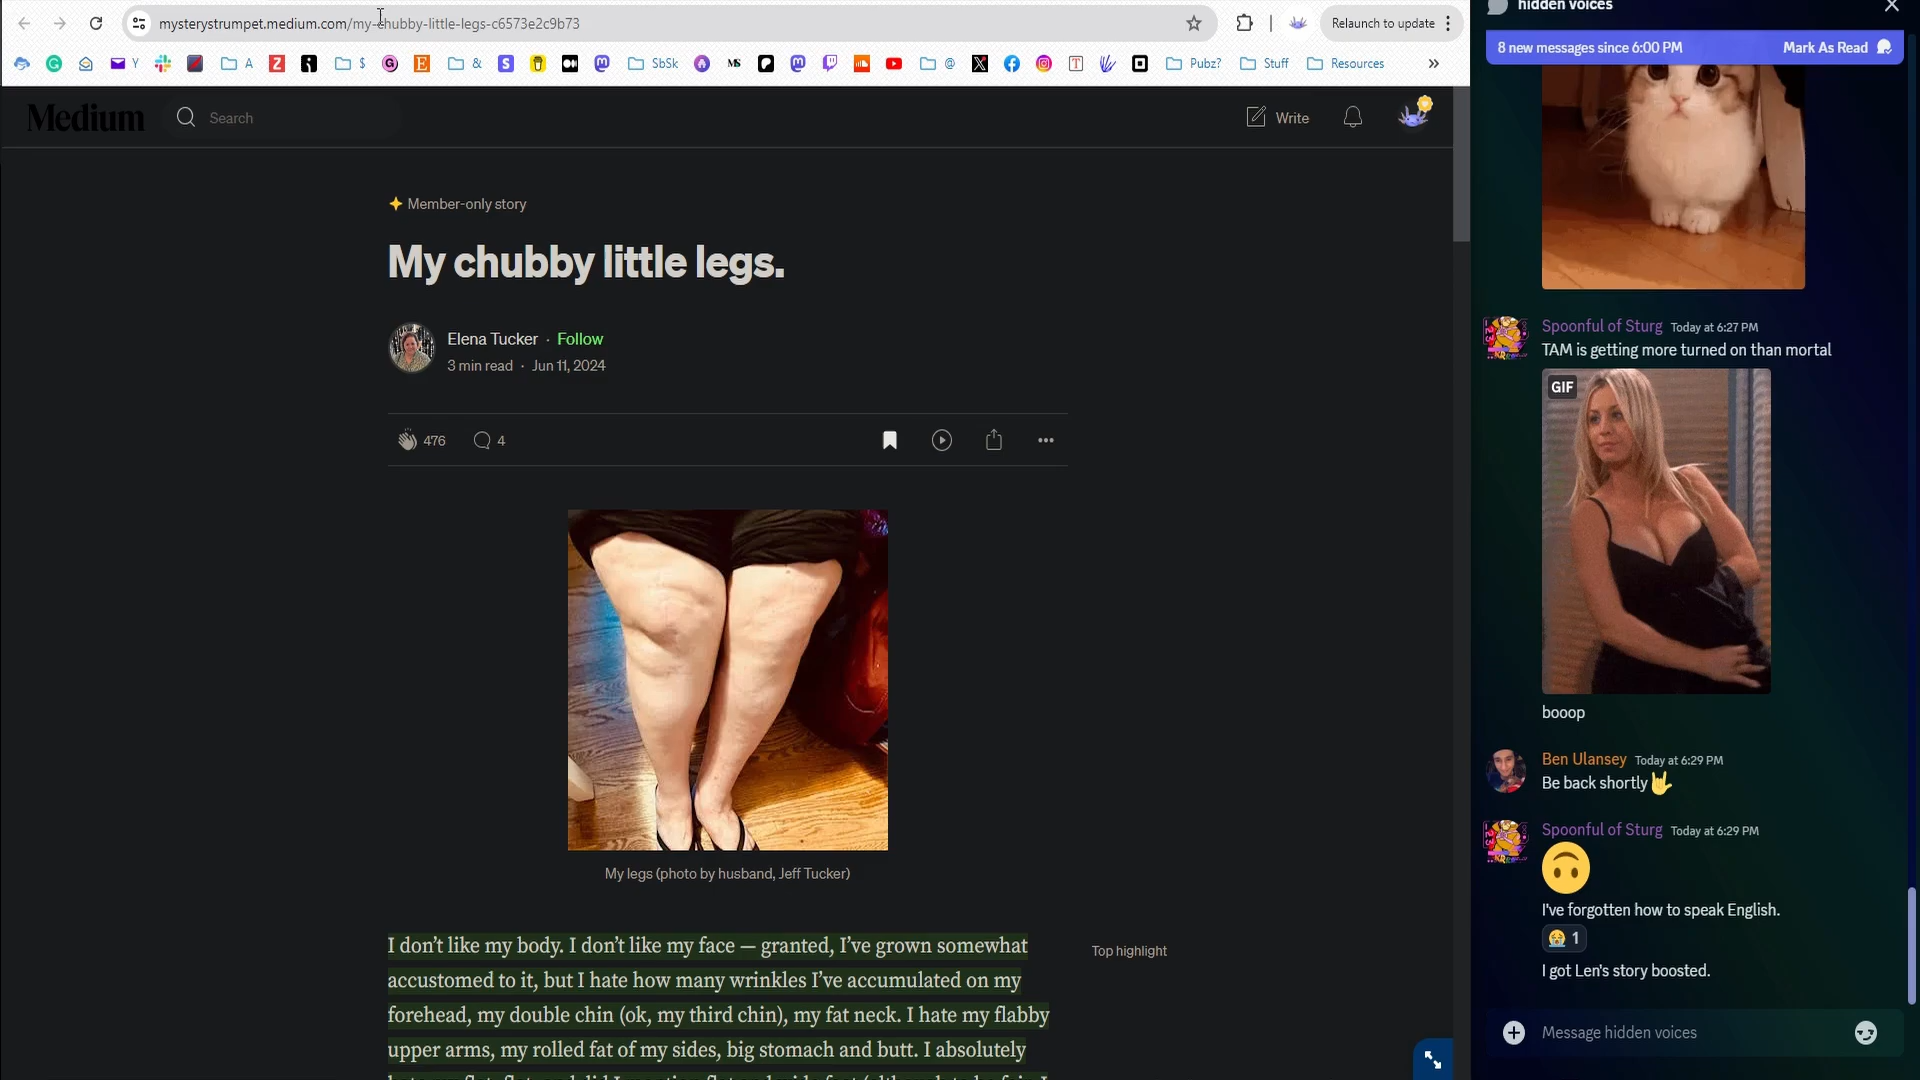 mysterystrumpet.medium.com/my-chubby-little-legs-c6573e2c9b73
Relaunch to update
Y
A
$
&
SbSk
@
Pubz?
Stuff
Resources
»
Medium
Search
Write
Member-only story
My chubby little legs.
Elena Tucker · Follow
3 min read · Jun 11, 2024
476
4
My legs (photo by husband, Jeff Tucker)
I don’t like my body. I don’t like my face — granted, I’ve grown somewhat
accustomed to it, but I hate how many wrinkles I’ve accumulated on my
forehead, my double chin (ok, my third chin), my fat neck. I hate my flabby
upper arms, my rolled fat of my sides, big stomach and butt. I absolutely
Top highlight
hidden voices
8 new messages since 6:00 PM
Mark As Read
Spoonful of Sturg Today at 6:27 PM
TAM is getting more turned on than mortal
GIF
booop
Ben Ulansey Today at 6:29 PM
Be back shortly
Spoonful of Sturg Today at 6:29 PM
I've forgotten how to speak English.
1
I got Len's story boosted.
Message hidden voices